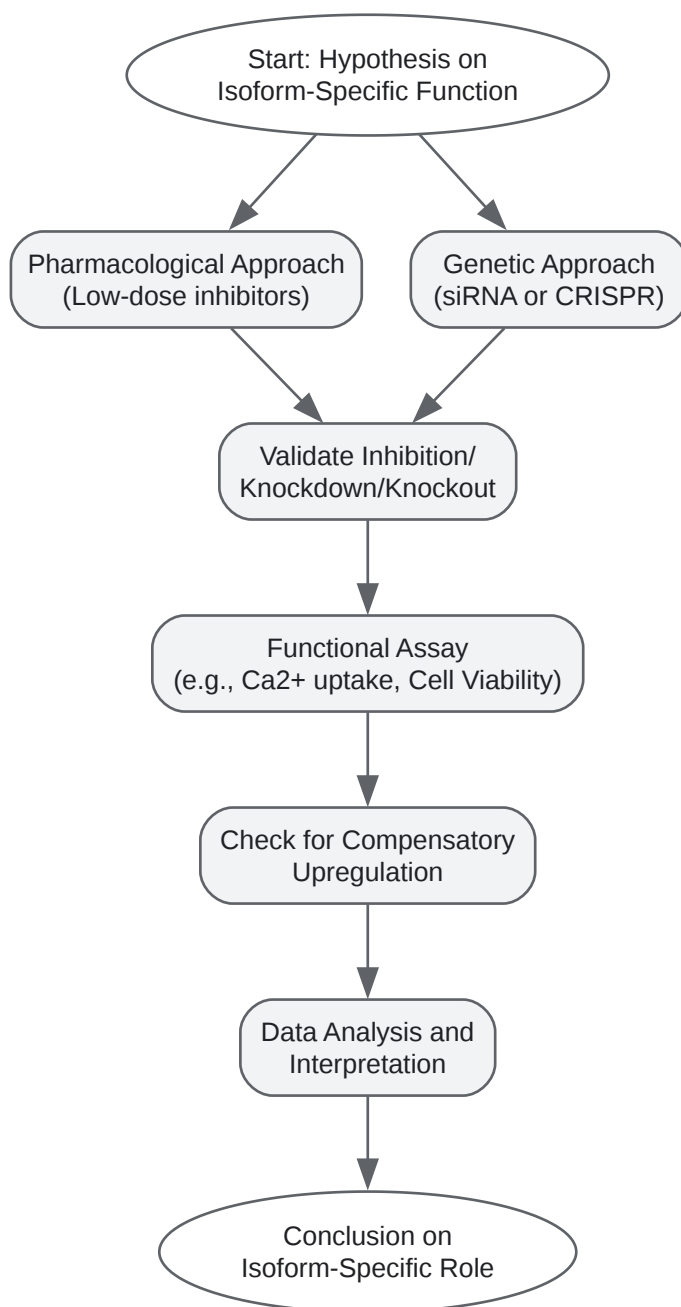 Start: Hypothesis on
Isoform-Specific Function
Pharmacological Approach
(Low-dose inhibitors)
Genetic Approach
(siRNA or CRISPR)
Validate Inhibition/
Knockdown/Knockout
Functional Assay
(e.g., Ca2+ uptake, Cell Viability)
Check for Compensatory
Upregulation
Data Analysis and
Interpretation
Conclusion on
Isoform-Specific Role